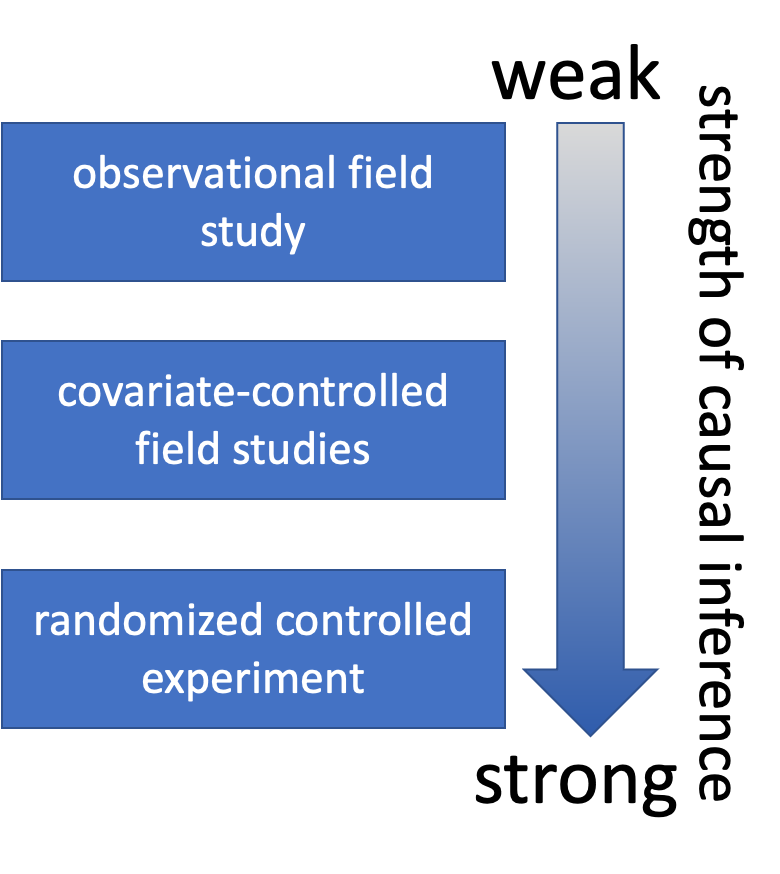 weak
observational field
study
covariate-controlled
field studies
randomized controlled
experiment
strong
strength of causal inference